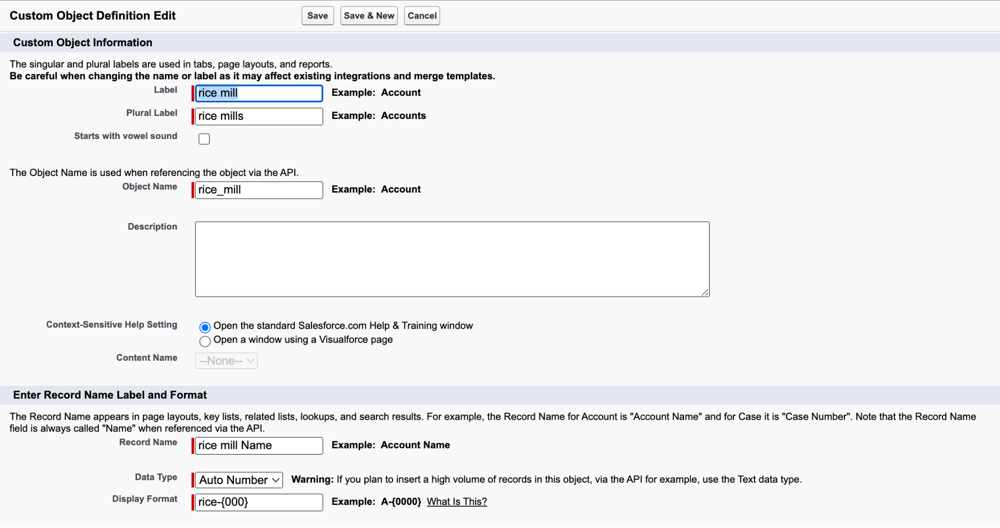 Custom Object Definition Edit Save Save & New Cancel
Custom Object Information
The singular and plural labels are used in tabs, page layouts, and reports.
Be careful when changing the name or label as it may affect existing integrations and merge templates.
Label rice mill Example: Account
Plural Label rice mills Example: Accounts
Starts with vowel sound
The Object Name is used when referencing the object via the API.
Object Name rice_mill Example: Account
Description
Context-Sensitive Help Setting Open the standard Salesforce.com Help & Training window
Open a window using a Visualforce page
Content Name --None--
Enter Record Name Label and Format
The Record Name appears in page layouts, key lists, related lists, lookups, and search results. For example, the Record Name for Account is "Account Name" and for Case it is "Case Number". Note that the Record Name
field is always called "Name" when referenced via the API.
Record Name rice mill Name Example: Account Name
Data Type Auto Number Warning: If you plan to insert a high volume of records in this object, via the API for example, use the Text data type.
Display Format rice-{000} Example: A-{0000} What Is This?